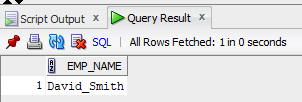 Script Output × Query Result ×
SQL | All Rows Fetched: 1 in 0 seconds
EMP_NAME
1 David_Smith